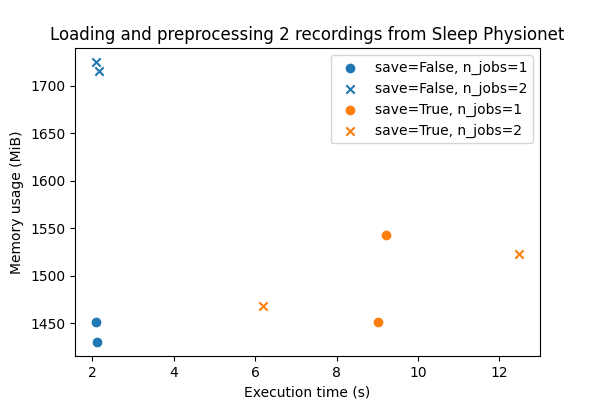 Loading and preprocessing 2 recordings from Sleep Physionet
save=False, n_jobs=1
save=False, n_jobs=2
save=True, n_jobs=1
save=True, n_jobs=2
Memory usage (MiB)
1700
1650
1600
1550
1500
1450
2 4 6 8 10 12
Execution time (s)